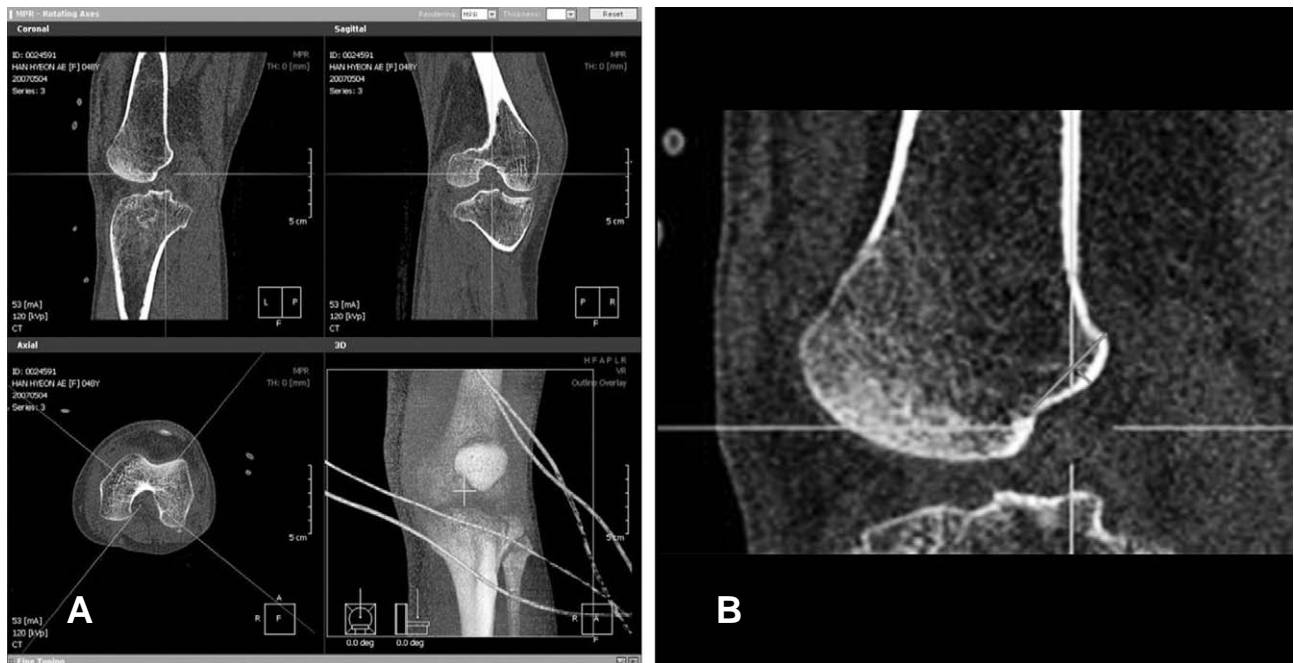 MPR - Rotating Axes
Rendering: MPR Thickness: Reset
Coronal
ID: 0024591
HAN HYEON AE [F] 048Y
20070504
Series: 3
MPR
TH: 0 [mm]
5 cm
53 [mA]
120 [kVp]
CT
L P
F
Sagittal
ID: 0024591
HAN HYEON AE [F] 048Y
20070504
Series: 3
MPR
TH: 0 [mm]
5 cm
53 [mA]
120 [kVp]
CT
P R
F
Axial
ID: 0024591
HAN HYEON AE [F] 048Y
20070504
Series: 3
MPR
TH: 0 [mm]
5 cm
53 [mA]
120 [kVp]
CT
A
R F
A
3D
H F A P L R
VR
Outline Overlay
5 cm
0.0 deg 0.0 deg
R A
F
Fine Tuning
B